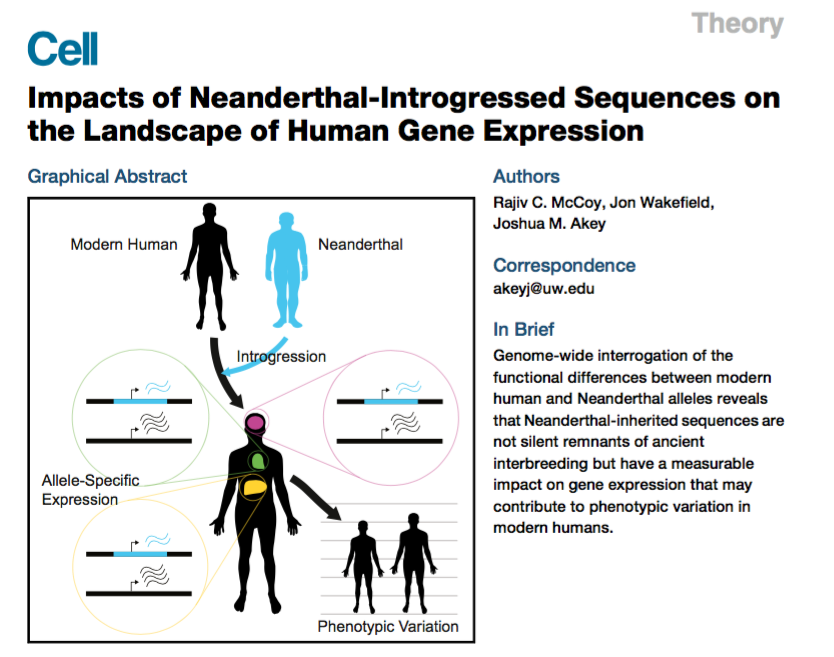 Theory
Cell
Impacts of Neanderthal-Introgressed Sequences on
the Landscape of Human Gene Expression
Graphical Abstract
Modern Human
Neanderthal
Introgression
Allele-Specific
Expression
Phenotypic Variation
Authors
Rajiv C. McCoy, Jon Wakefield,
Joshua M. Akey
Correspondence
akeyj@uw.edu
In Brief
Genome-wide interrogation of the
functional differences between modern
human and Neanderthal alleles reveals
that Neanderthal-inherited sequences are
not silent remnants of ancient
interbreeding but have a measurable
impact on gene expression that may
contribute to phenotypic variation in
modern humans.